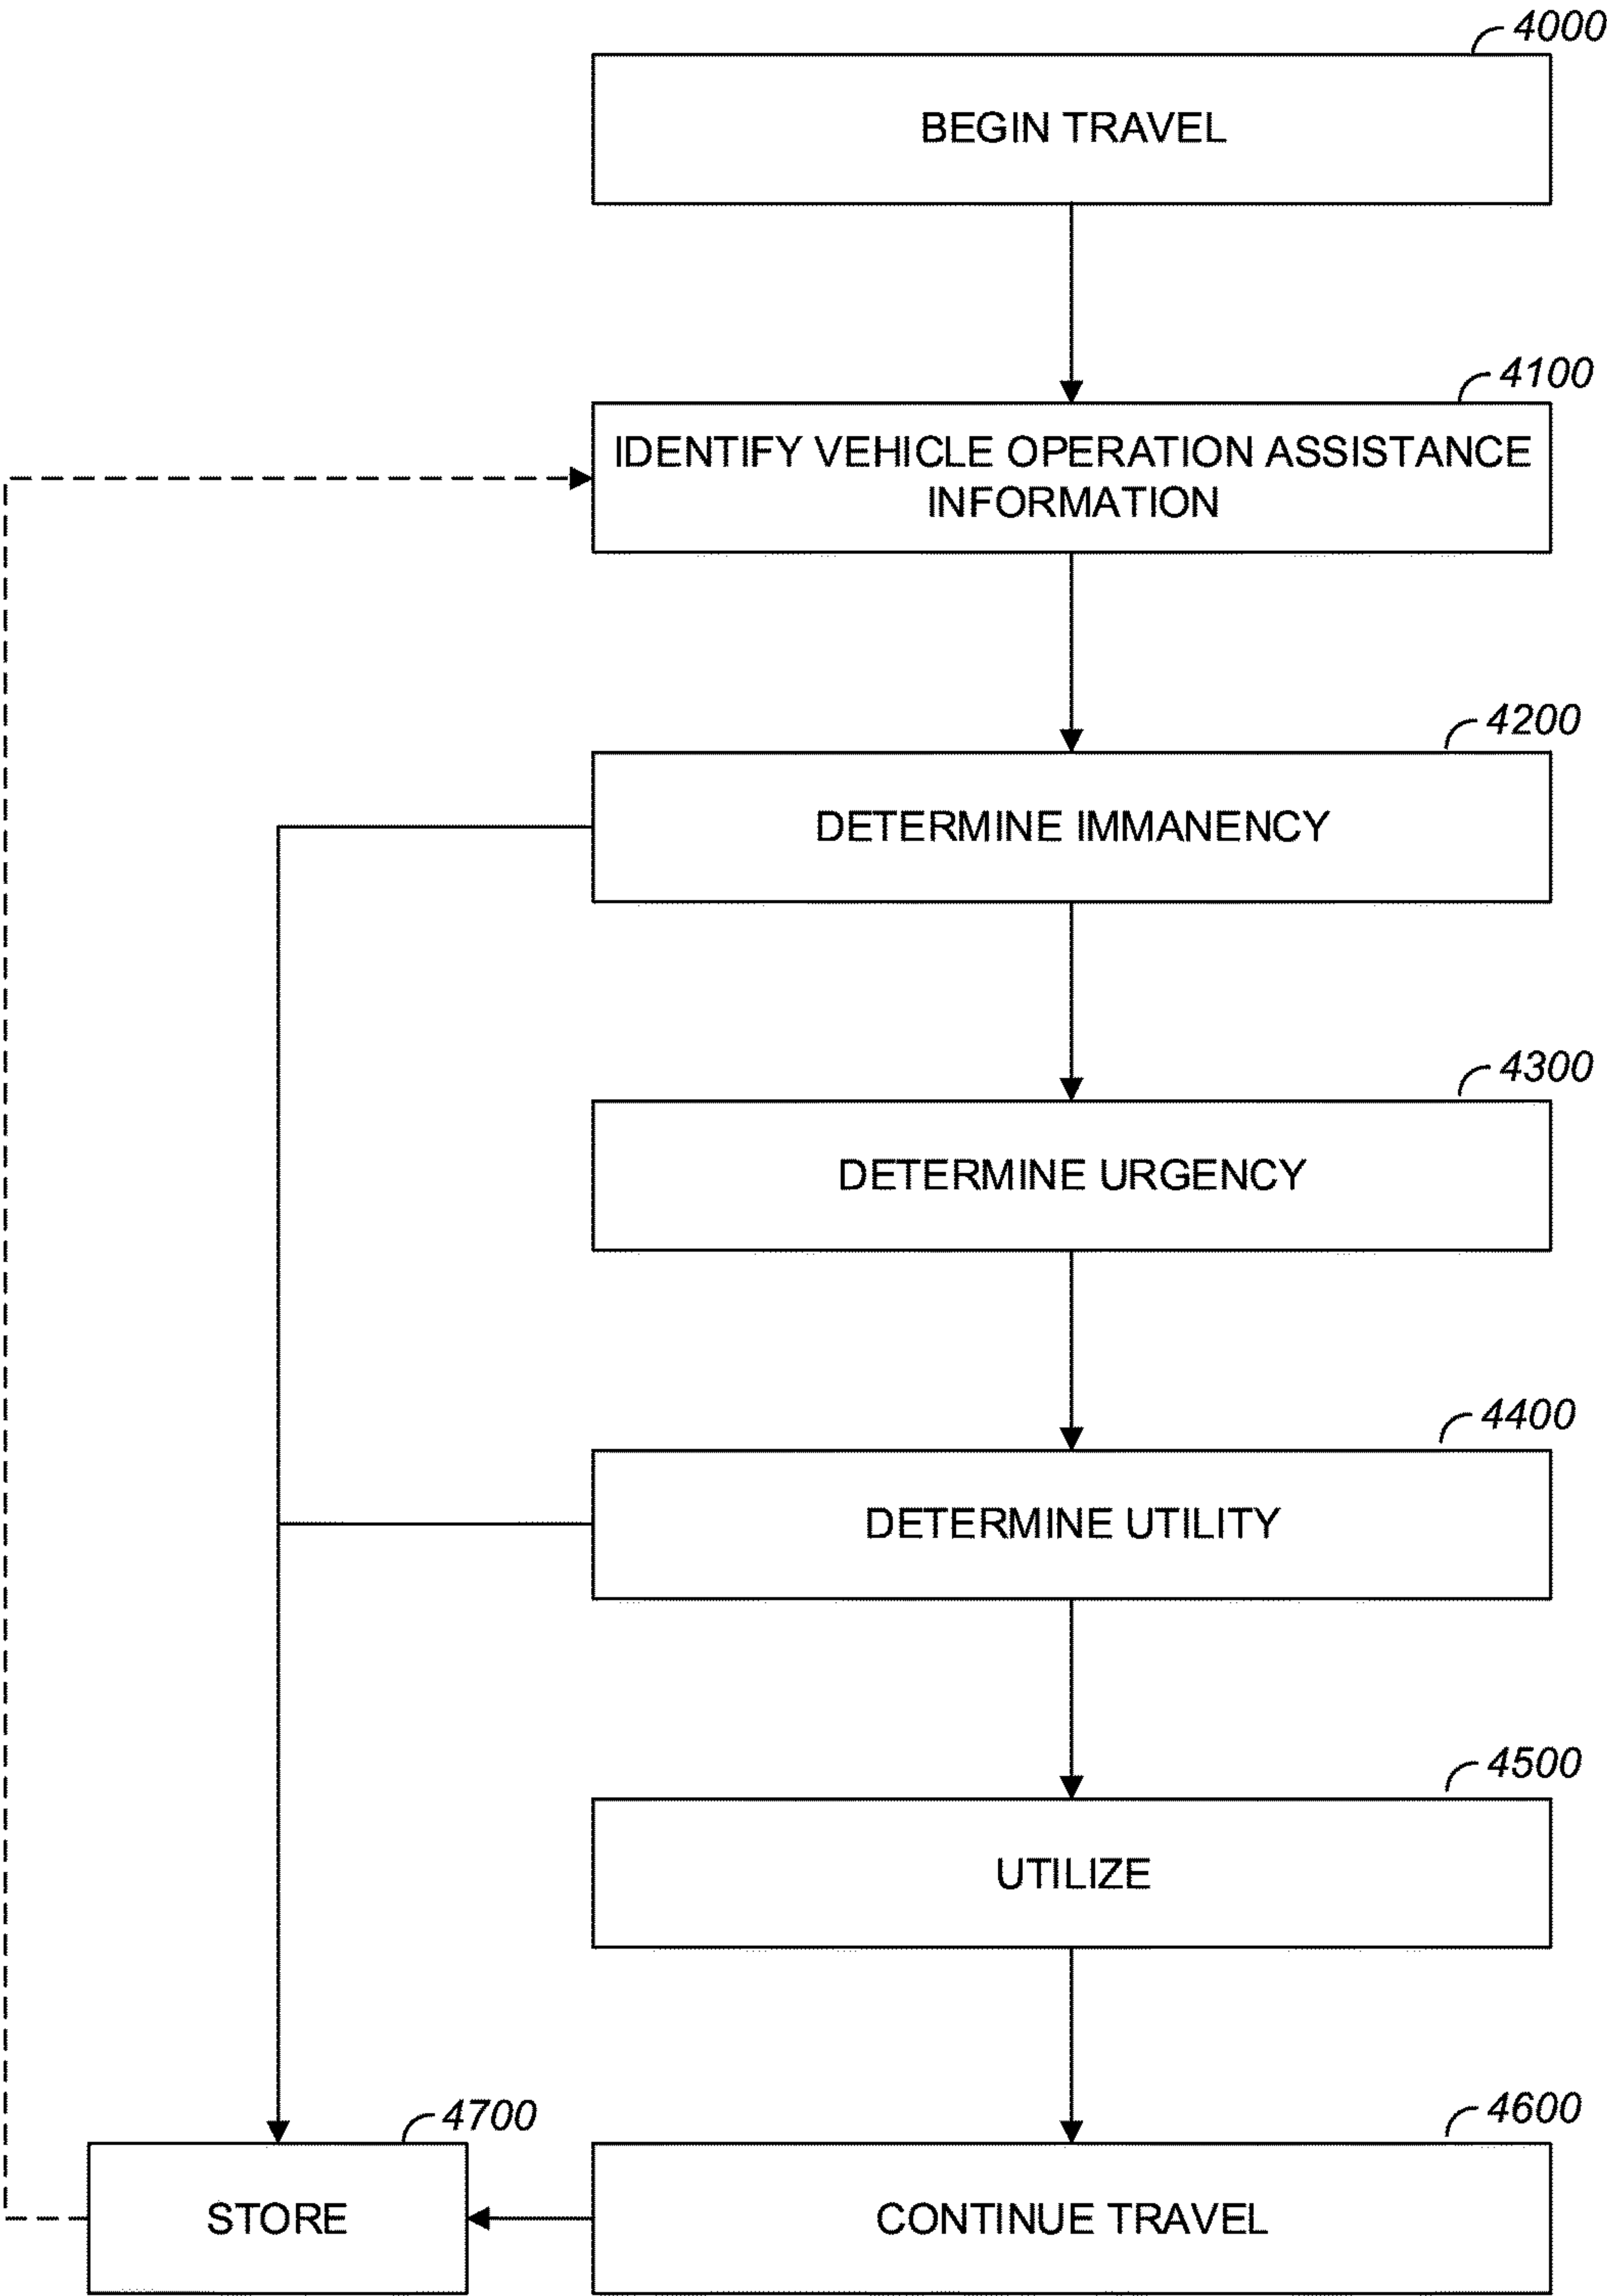 4000
BEGIN TRAVEL
4100
IDENTIFY VEHICLE OPERATION ASSISTANCE
INFORMATION
4200
DETERMINE IMMANENCY
4300
DETERMINE URGENCY
4400
DETERMINE UTILITY
4500
UTILIZE
4700
4600
STORE
CONTINUE TRAVEL